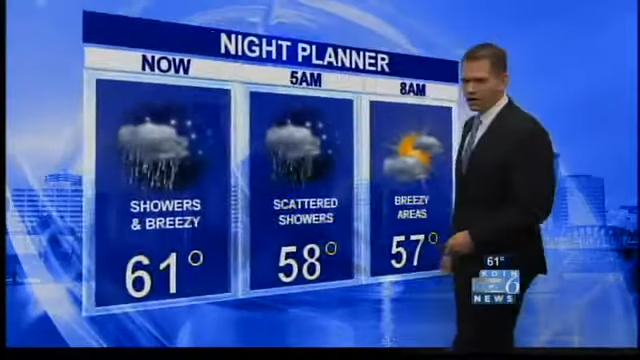 NIGHT PLANNER
NOW
5AM
8AM
SHOWERS
& BREEZY
SCATTERED
SHOWERS
BREEZY
AREAS
61°
58°
57°
61°
KOIN
6
NEWS